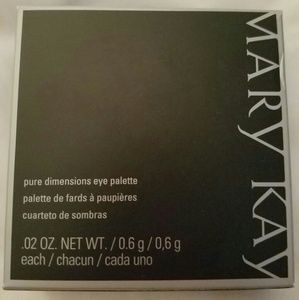 MARY KAY
pure dimensions eye palette
palette de fards à paupières
cuarteto de sombras
.02 OZ. NET WT. / 0.6 g / 0,6 g
each / chacun / cada uno